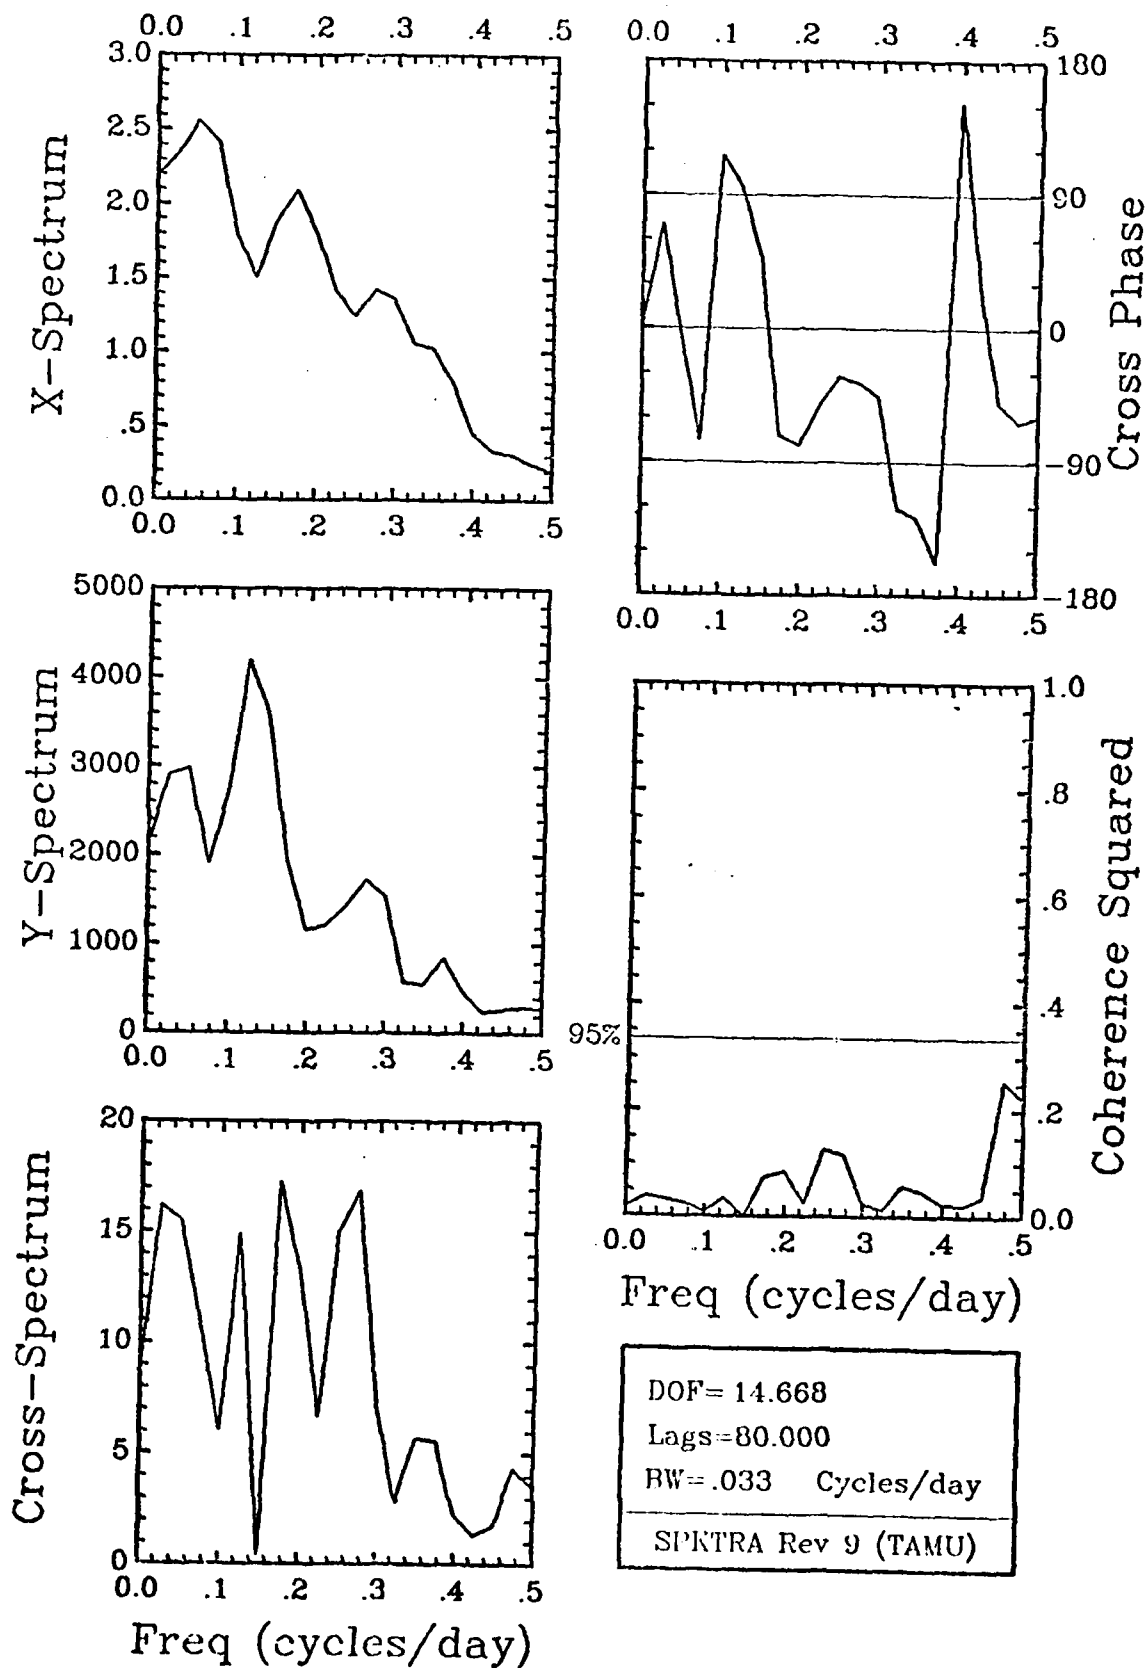 0.0 .1 .2 .3 .4 .5
3.0
2.5
2.0
1.5
1.0
.5
0.0
X-Spectrum
0.0 .1 .2 .3 .4 .5
5000
4000
3000
2000
1000
0
Y-Spectrum
0.0 .1 .2 .3 .4 .5
20
15
10
5
0
Cross-Spectrum
0.0 .1 .2 .3 .4 .5
Freq (cycles/day)
0.0 .1 .2 .3 .4 .5
180
90
0
-90
-180
Cross Phase
0.0 .1 .2 .3 .4 .5
1.0
.8
.6
.4
.2
0.0
95%
Coherence Squared
0.0 .1 .2 .3 .4 .5
Freq (cycles/day)
DOF= 14.668
Lags=80.000
BW=.033 Cycles/day
SPKTRA Rev 9 (TAMU)